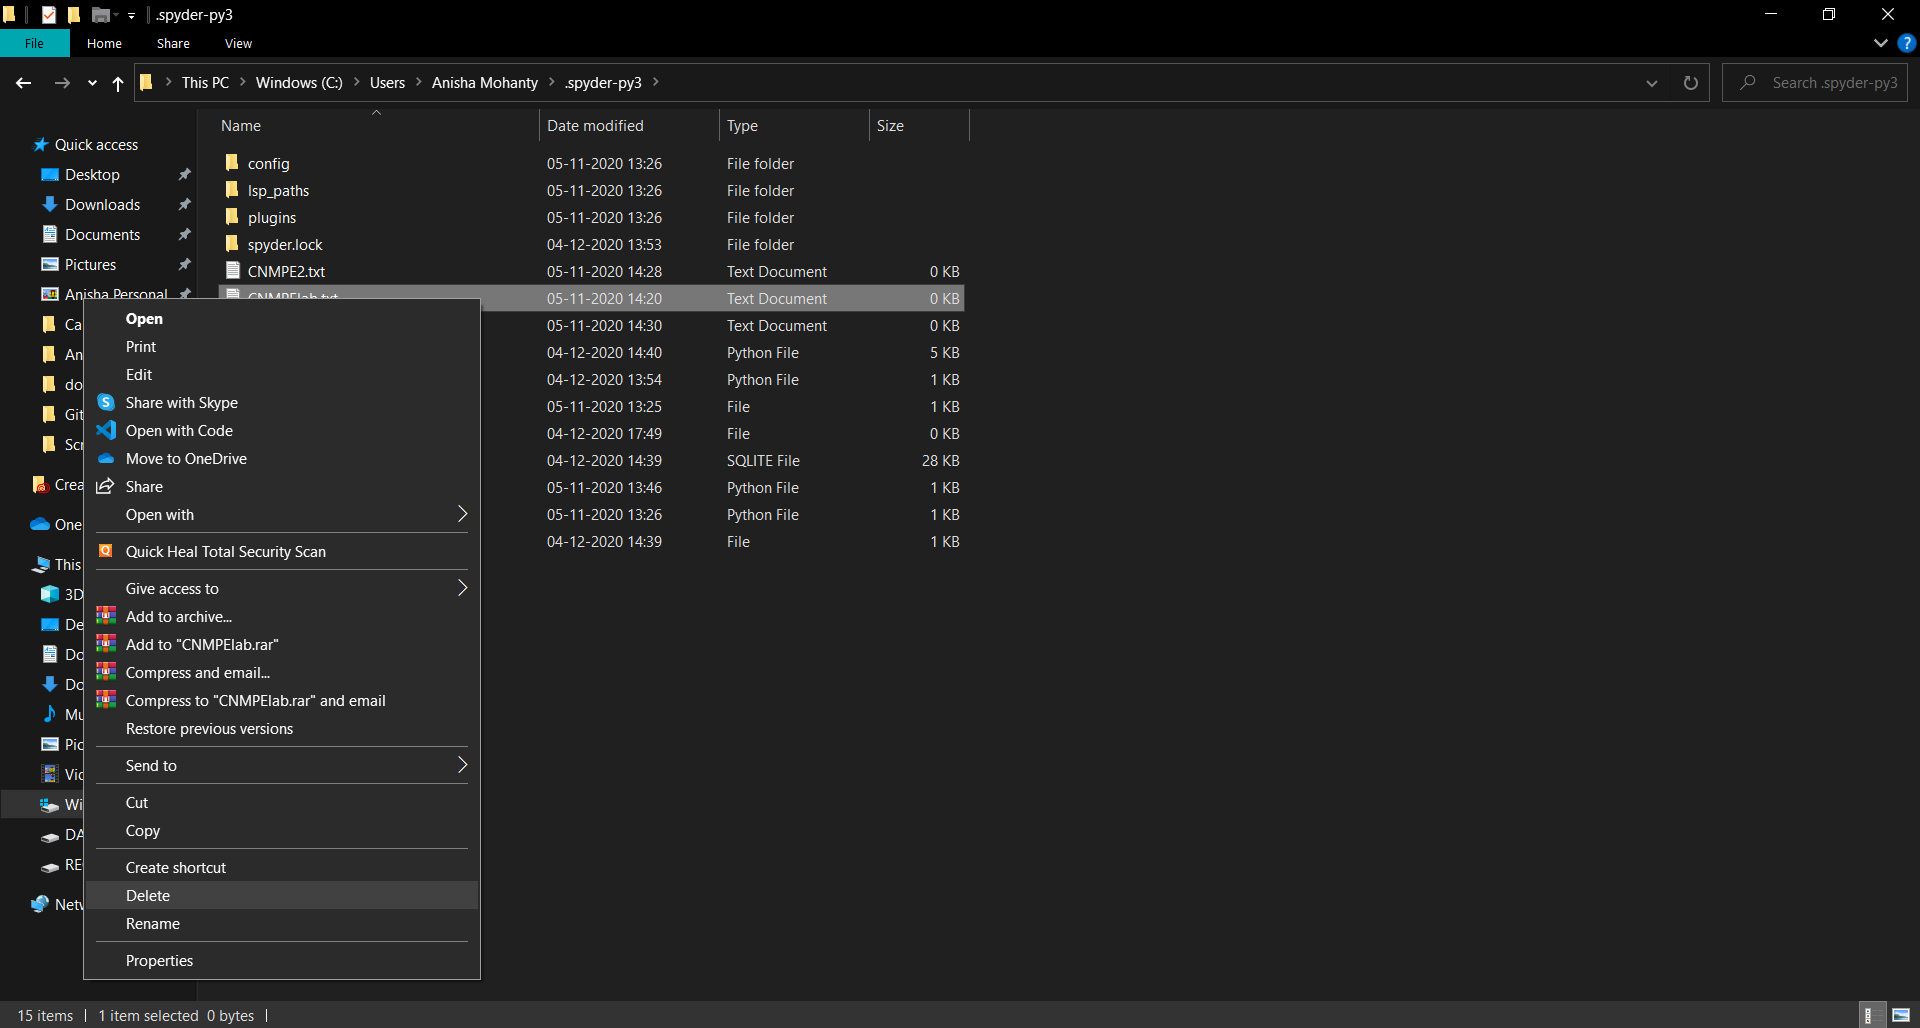 .spyder-py3
File Home Share View
This PC Windows (C:) Users Anisha Mohanty .spyder-py3
Search .spyder-py3
Name Date modified Type Size
Quick access
Desktop
Downloads
Documents
Pictures
Anisha Personal
Ca
An
do
Git
Scr
Crea
One
This
3D
De
Do
Do
Mu
Pic
Vid
Wi
DA
RE
Netw
config 05-11-2020 13:26 File folder
lsp_paths 05-11-2020 13:26 File folder
plugins 05-11-2020 13:26 File folder
spyder.lock 04-12-2020 13:53 File folder
CNMPE2.txt 05-11-2020 14:28 Text Document 0 KB
CNMPElab.txt 05-11-2020 14:20 Text Document 0 KB
05-11-2020 14:30 Text Document 0 KB
04-12-2020 14:40 Python File 5 KB
04-12-2020 13:54 Python File 1 KB
05-11-2020 13:25 File 1 KB
04-12-2020 17:49 File 0 KB
04-12-2020 14:39 SQLITE File 28 KB
05-11-2020 13:46 Python File 1 KB
05-11-2020 13:26 Python File 1 KB
04-12-2020 14:39 File 1 KB
Open
Print
Edit
Share with Skype
Open with Code
Move to OneDrive
Share
Open with
Quick Heal Total Security Scan
Give access to
Add to archive...
Add to "CNMPElab.rar"
Compress and email...
Compress to "CNMPElab.rar" and email
Restore previous versions
Send to
Cut
Copy
Create shortcut
Delete
Rename
Properties
15 items 1 item selected 0 bytes